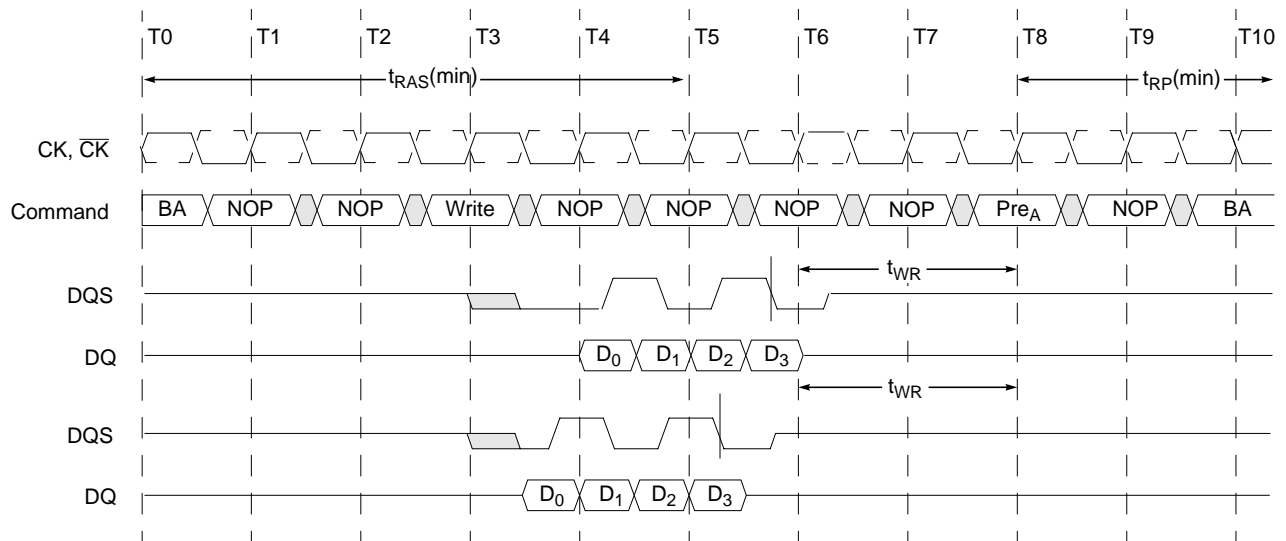 T0 T1 T2 T3 T4 T5 T6 T7 T8 T9 T10
tRAS(min) tRP(min)
CK, C̅K̅
Command BA NOP NOP Write NOP NOP NOP NOP PreA NOP BA
tWR
DQS
DQ D0 D1 D2 D3
tWR
DQS
DQ D0 D1 D2 D3